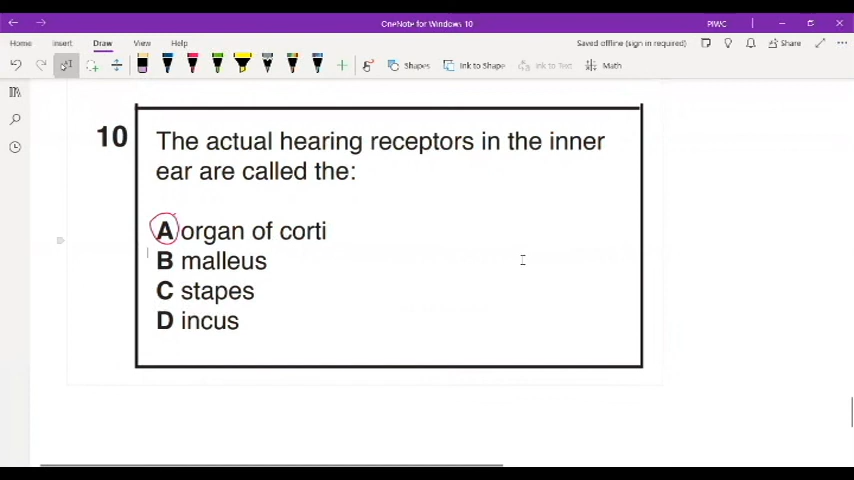 OneNote for Windows 10
PIWC
Home Insert Draw View Help
Saved offline (sign in required)
Share
Shapes
Ink to Shape
Ink to Text
Math
10
The actual hearing receptors in the inner
ear are called the:
A organ of corti
B malleus
C stapes
D incus